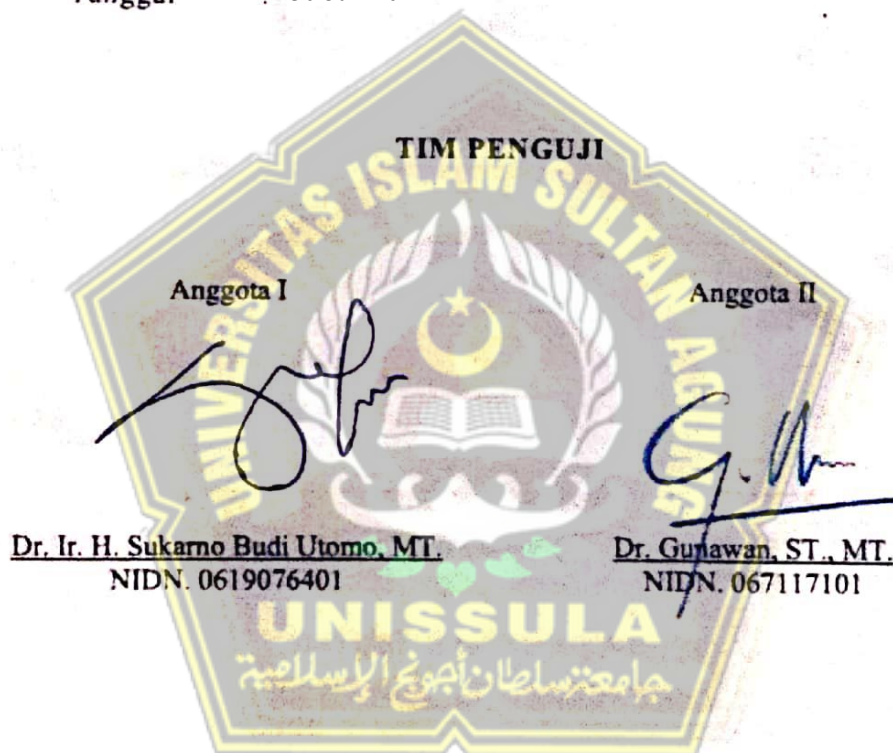 TIM PENGUJI
UNIVERSITAS ISLAM SULTAN AGUNG
Anggota I
Anggota II
Dr. Ir. H. Sukarno Budi Utomo, MT.
Dr. Gunawan, ST., MT.
NIDN. 0619076401
NIDN. 067117101
UNISSULA
جامعة سلطان أجونج الإسلامية